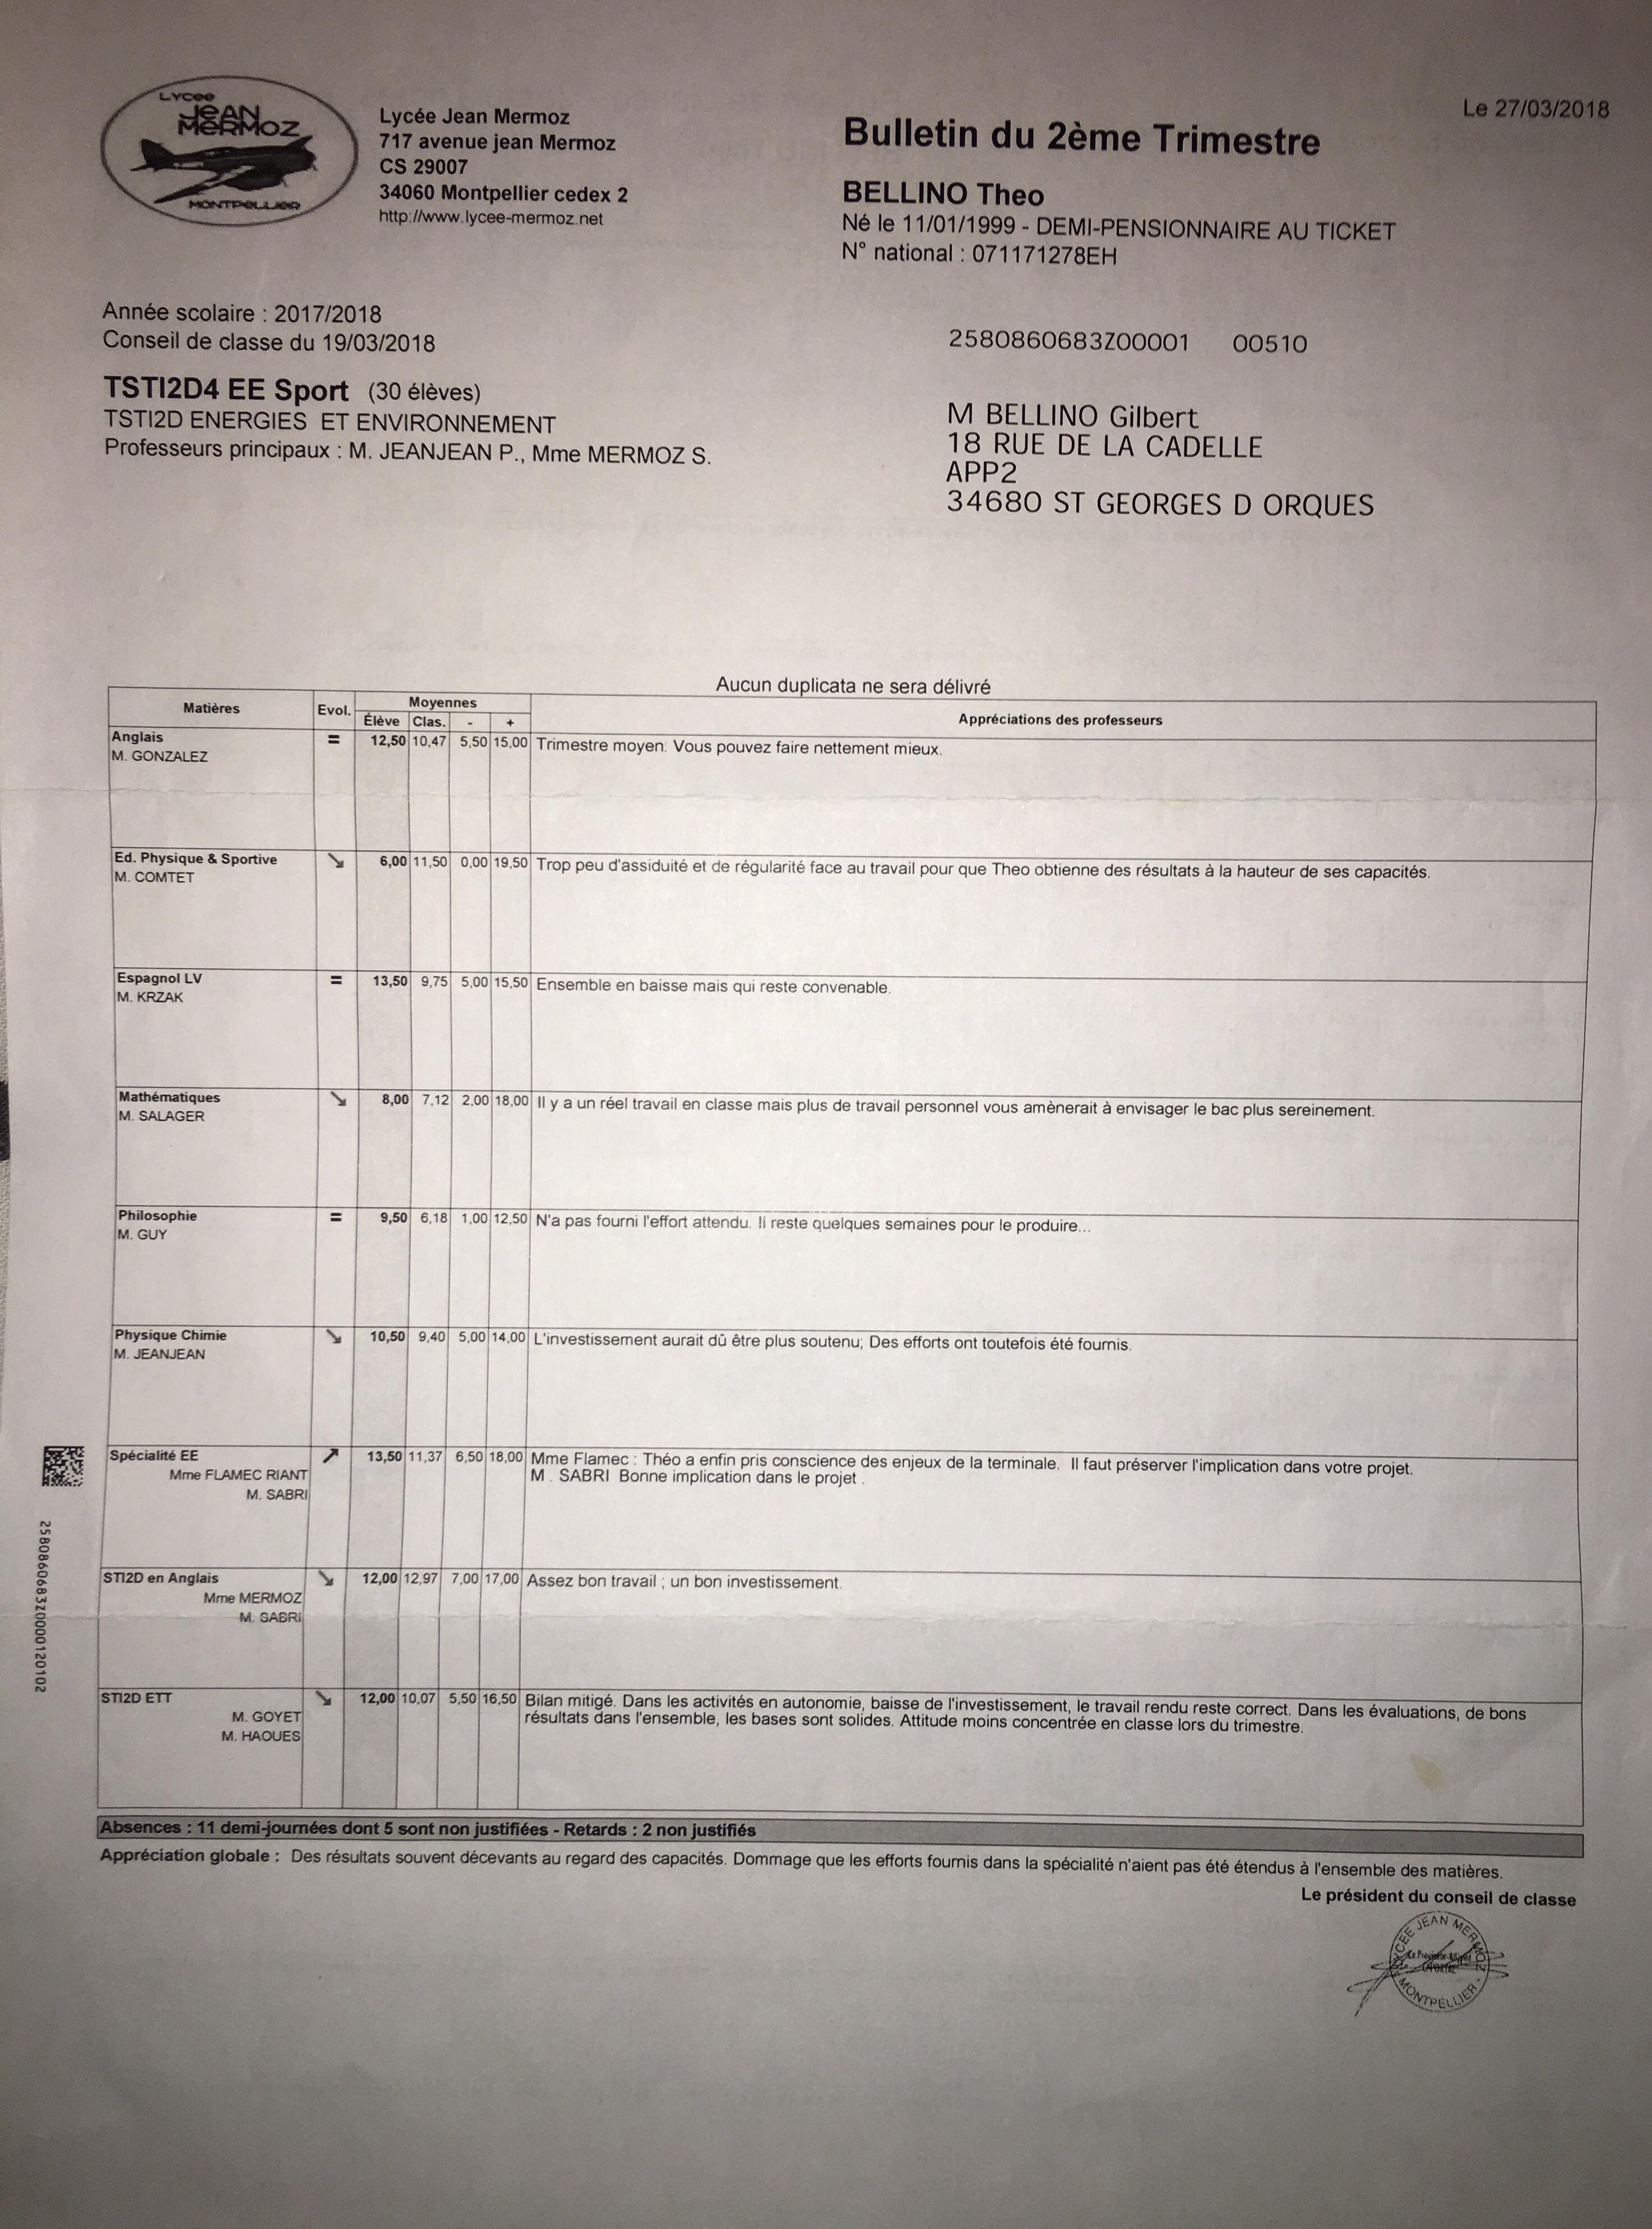 Lycee
JEAN
MERMOZ
MONTPELLIER
Lycée Jean Mermoz
717 avenue jean Mermoz
CS 29007
34060 Montpellier cedex 2
http://www.lycee-mermoz.net
Le 27/03/2018
Bulletin du 2ème Trimestre
BELLINO Theo
Né le 11/01/1999 - DEMI-PENSIONNAIRE AU TICKET
N° national : 071171278EH
Année scolaire : 2017/2018
Conseil de classe du 19/03/2018
TSTI2D4 EE Sport (30 élèves)
TSTI2D ENERGIES ET ENVIRONNEMENT
Professeurs principaux : M. JEANJEAN P., Mme MERMOZ S.
2580860683Z00001 00510
M BELLINO Gilbert
18 RUE DE LA CADELLE
APP2
34680 ST GEORGES D ORQUES
Aucun duplicata ne sera délivré
Matières Evol. Moyennes Appréciations des professeurs
Élève Clas. - +
Anglais = 12,50 10,47 5,50 15,00 Trimestre moyen. Vous pouvez faire nettement mieux.
M. GONZALEZ
Ed. Physique & Sportive ↘ 6,00 11,50 0,00 19,50 Trop peu d'assiduité et de régularité face au travail pour que Theo obtienne des résultats à la hauteur de ses capacités.
M. COMTET
Espagnol LV = 13,50 9,75 5,00 15,50 Ensemble en baisse mais qui reste convenable.
M. KRZAK
Mathématiques ↘ 8,00 7,12 2,00 18,00 Il y a un réel travail en classe mais plus de travail personnel vous amènerait à envisager le bac plus sereinement.
M. SALAGER
Philosophie = 9,50 6,18 1,00 12,50 N'a pas fourni l'effort attendu. Il reste quelques semaines pour le produire...
M. GUY
Physique Chimie ↘ 10,50 9,40 5,00 14,00 L'investissement aurait dû être plus soutenu; Des efforts ont toutefois été fournis.
M. JEANJEAN
Spécialité EE ↗ 13,50 11,37 6,50 18,00 Mme Flamec : Théo a enfin pris conscience des enjeux de la terminale. Il faut préserver l'implication dans votre projet.
Mme FLAMEC RIANT M . SABRI Bonne implication dans le projet .
M. SABRI
STI2D en Anglais ↘ 12,00 12,97 7,00 17,00 Assez bon travail ; un bon investissement.
Mme MERMOZ
M. SABRI
STI2D ETT ↘ 12,00 10,07 5,50 16,50 Bilan mitigé. Dans les activités en autonomie, baisse de l'investissement, le travail rendu reste correct. Dans les évaluations, de bons
M. GOYET résultats dans l'ensemble, les bases sont solides. Attitude moins concentrée en classe lors du trimestre.
M. HAOUES
2580860683Z0000120102
Absences : 11 demi-journées dont 5 sont non justifiées - Retards : 2 non justifiés
Appréciation globale : Des résultats souvent décevants au regard des capacités. Dommage que les efforts fournis dans la spécialité n'aient pas été étendus à l'ensemble des matières.
Le président du conseil de classe
LYCEE JEAN MERMOZ
MONTPELLIER